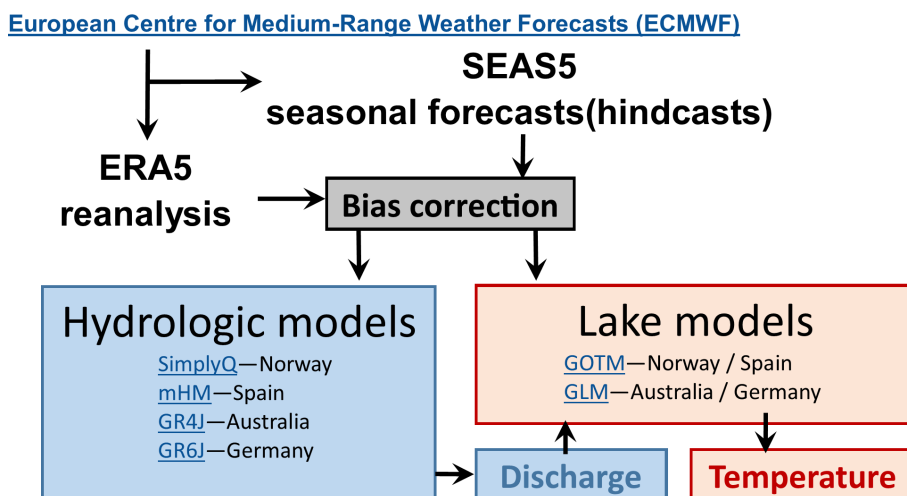 European Centre for Medium-Range Weather Forecasts (ECMWF)
SEAS5
seasonal forecasts(hindcasts)
ERA5
reanalysis
Bias correction
Hydrologic models
SimplyQ—Norway
mHM—Spain
GR4J—Australia
GR6J—Germany
Lake models
GOTM—Norway / Spain
GLM—Australia / Germany
Discharge
Temperature